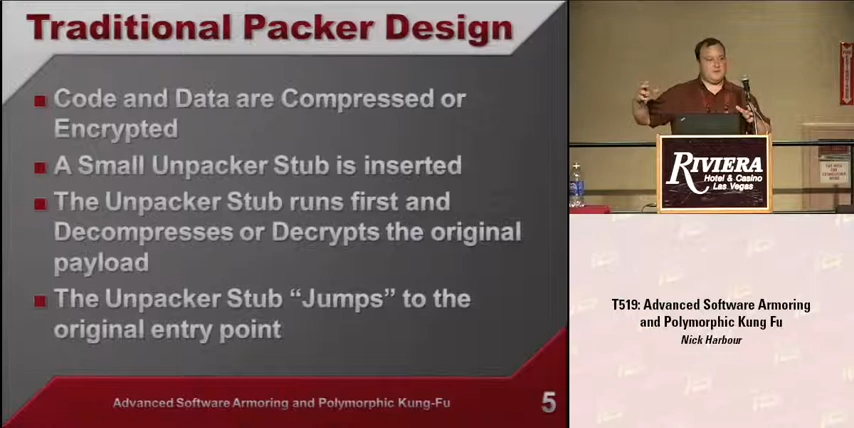 Traditional Packer Design
Code and Data are Compressed or
Encrypted
A Small Unpacker Stub is inserted
The Unpacker Stub runs first and
Decompresses or Decrypts the original
payload
The Unpacker Stub “Jumps” to the
original entry point
Advanced Software Armoring and Polymorphic Kung-Fu
5
RIVIERA
Hotel & Casino
Las Vegas
T519: Advanced Software Armoring
and Polymorphic Kung Fu
Nick Harbour